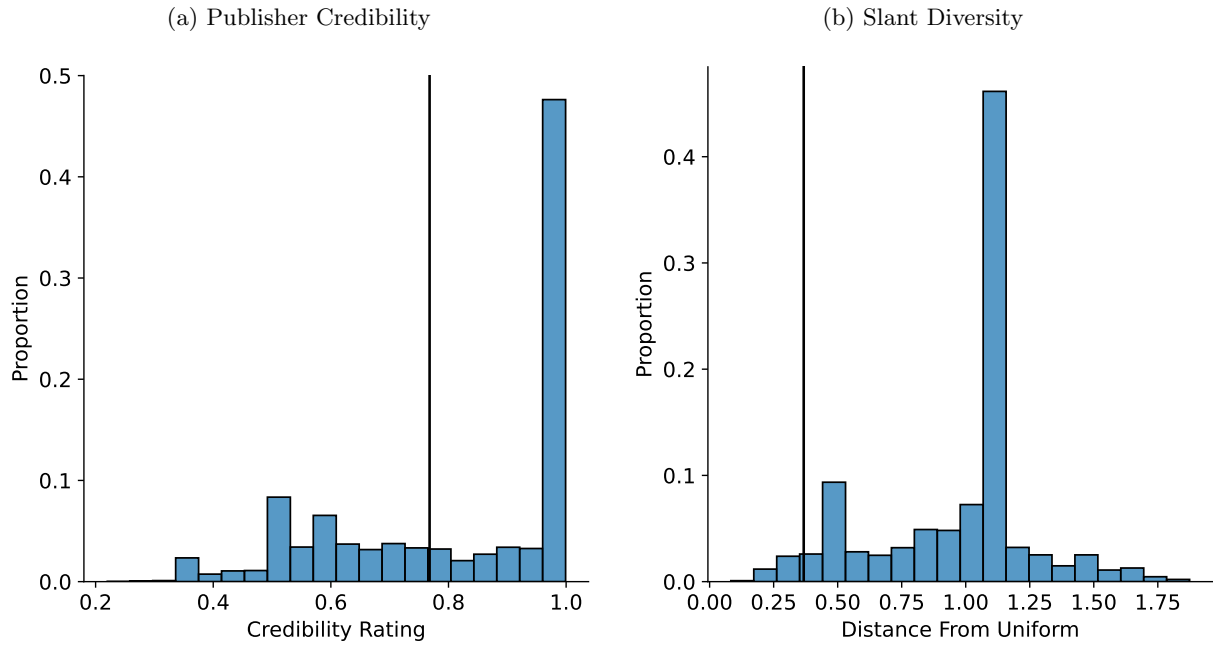 (a) Publisher Credibility
0.5
0.4
0.3
0.2
0.1
0.0
Proportion
0.2 0.4 0.6 0.8 1.0
Credibility Rating
(b) Slant Diversity
0.4
0.3
0.2
0.1
0.0
Proportion
0.00 0.25 0.50 0.75 1.00 1.25 1.50 1.75
Distance From Uniform